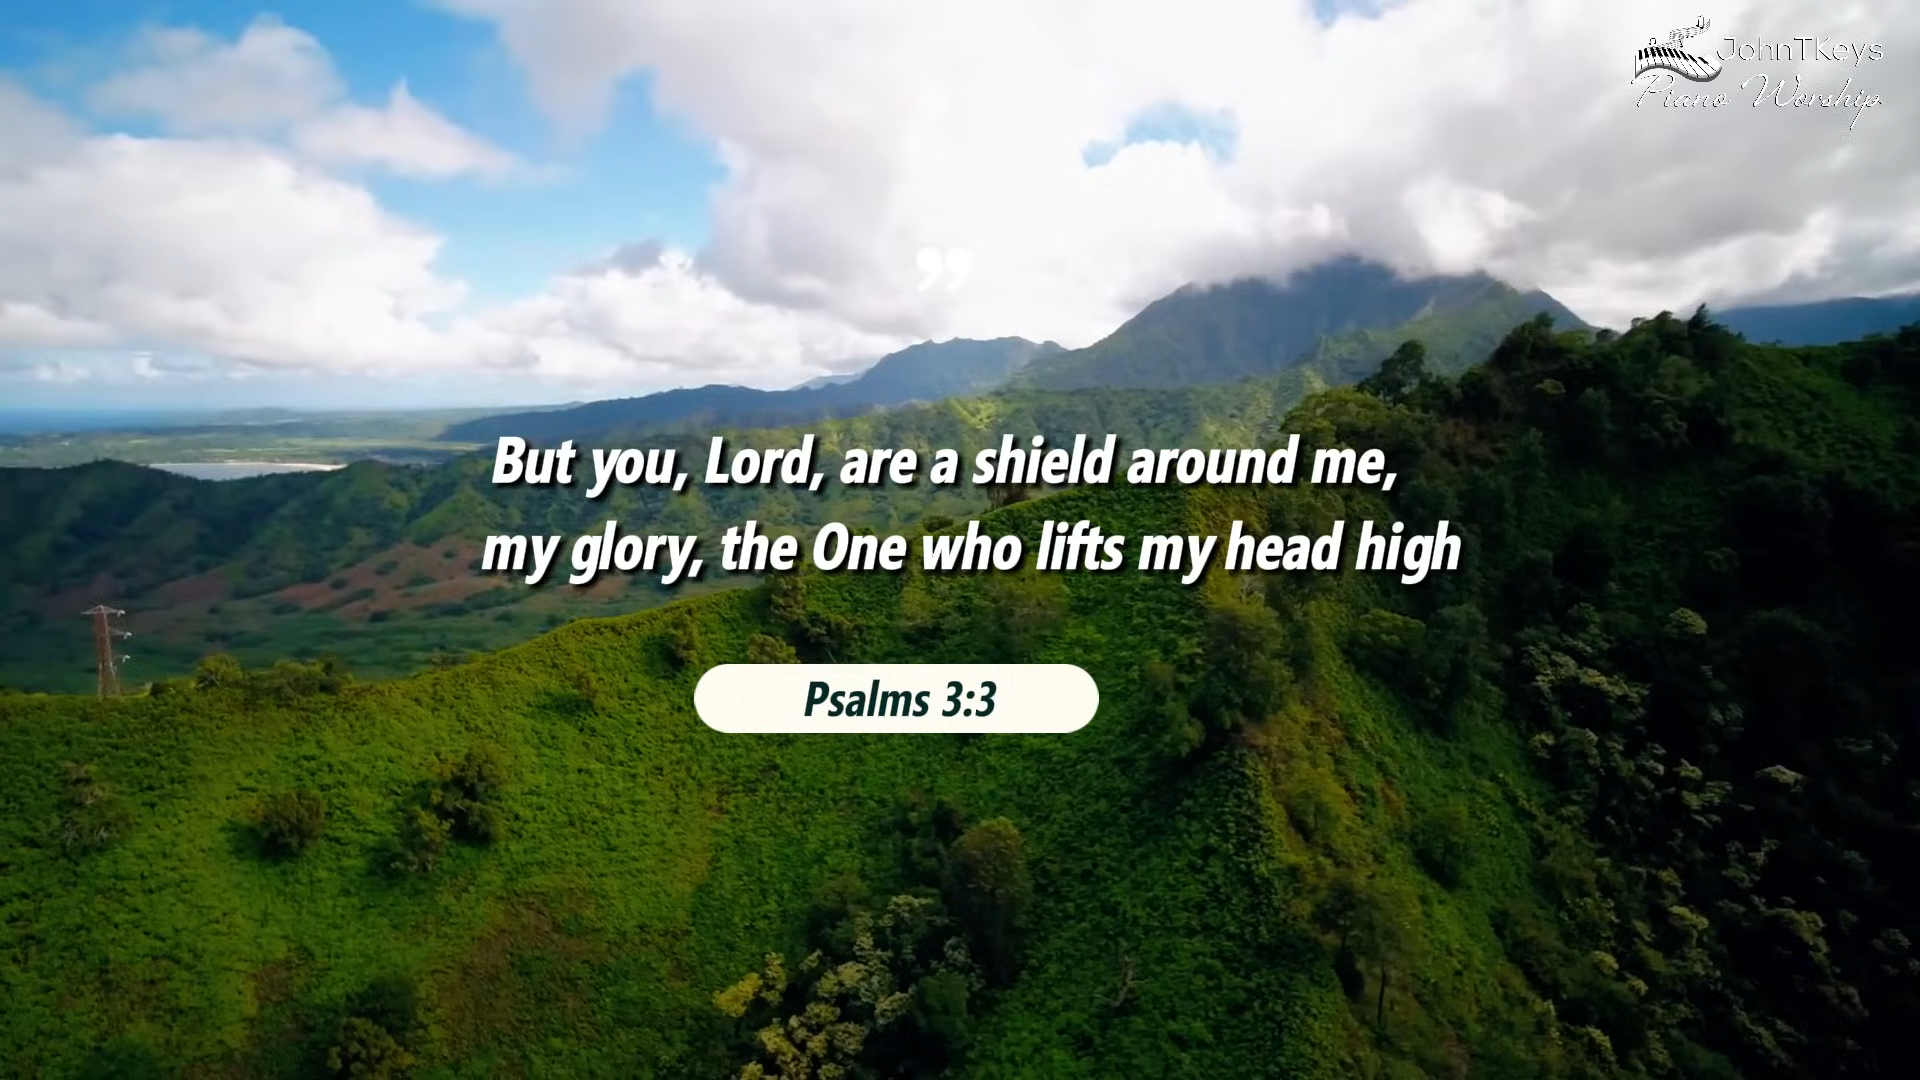 JohnTKeys
Piano Worship
”
But you, Lord, are a shield around me,
my glory, the One who lifts my head high
Psalms 3:3